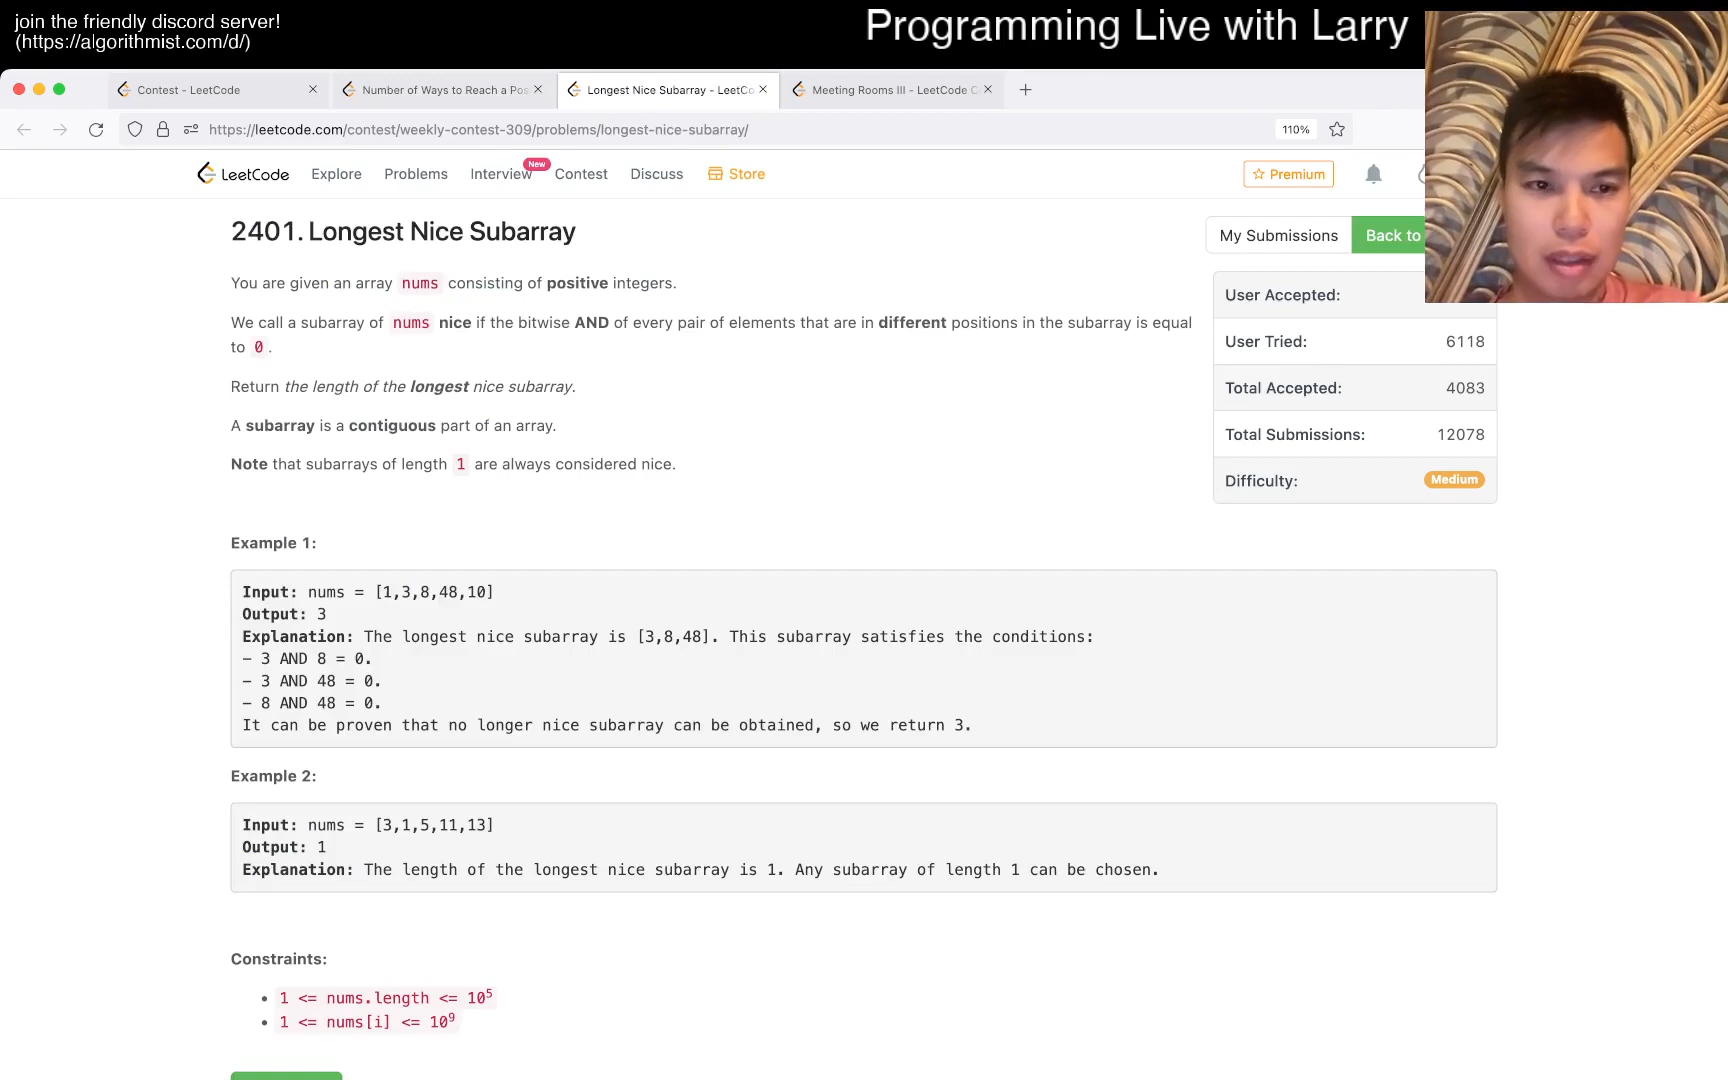 join the friendly discord server!
(https://algorithmist.com/d/)
Programming Live with Larry
Contest - LeetCode
Number of Ways to Reach a Pos
Longest Nice Subarray - LeetCo
Meeting Rooms III - LeetCode C
https://leetcode.com/contest/weekly-contest-309/problems/longest-nice-subarray/
110%
LeetCode
Explore
Problems
Interview
New
Contest
Discuss
Store
Premium
2401. Longest Nice Subarray
My Submissions
Back to
You are given an array nums consisting of positive integers.
We call a subarray of nums nice if the bitwise AND of every pair of elements that are in different positions in the subarray is equal
to 0.
Return the length of the longest nice subarray.
A subarray is a contiguous part of an array.
Note that subarrays of length 1 are always considered nice.
User Accepted:
User Tried: 6118
Total Accepted: 4083
Total Submissions: 12078
Difficulty: Medium
Example 1:
Input: nums = [1,3,8,48,10]
Output: 3
Explanation: The longest nice subarray is [3,8,48]. This subarray satisfies the conditions:
- 3 AND 8 = 0.
- 3 AND 48 = 0.
- 8 AND 48 = 0.
It can be proven that no longer nice subarray can be obtained, so we return 3.
Example 2:
Input: nums = [3,1,5,11,13]
Output: 1
Explanation: The length of the longest nice subarray is 1. Any subarray of length 1 can be chosen.
Constraints:
• 1 <= nums.length <= 10⁵
• 1 <= nums[i] <= 10⁹